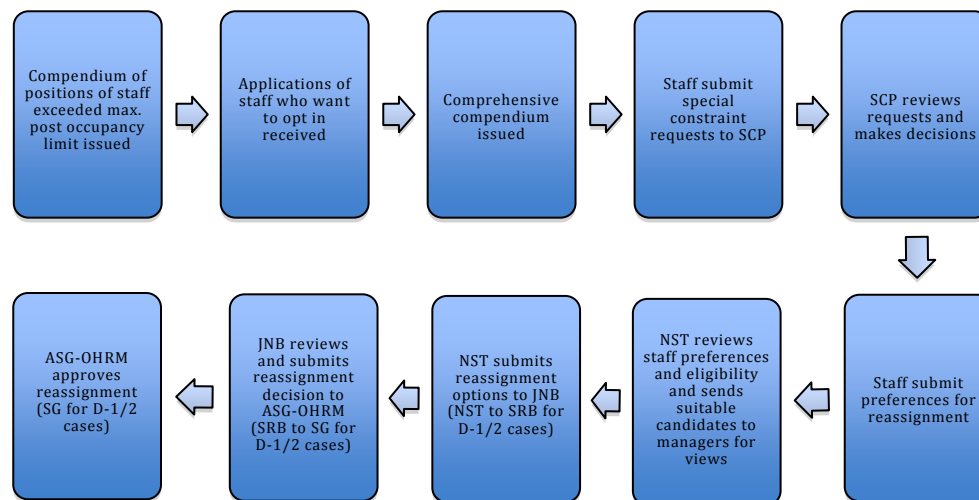 Compendium of
positions of staff
exceeded max.
post occupancy
limit issued
Applications of
staff who want
to opt in
received
Comprehensive
compendium
issued
Staff submit
special
constraint
requests to SCP
SCP reviews
requests and
makes decisions
Staff submit
preferences for
reassignment
NST reviews
staff preferences
and eligibility
and sends
suitable
candidates to
managers for
views
NST submits
reassignment
options to JNB
(NST to SRB for
D-1/2 cases)
JNB reviews
and submits
reassignment
decision to
ASG-OHRM
(SRB to SG for
D-1/2 cases)
ASG-OHRM
approves
reassignment
(SG for D-1/2
cases)